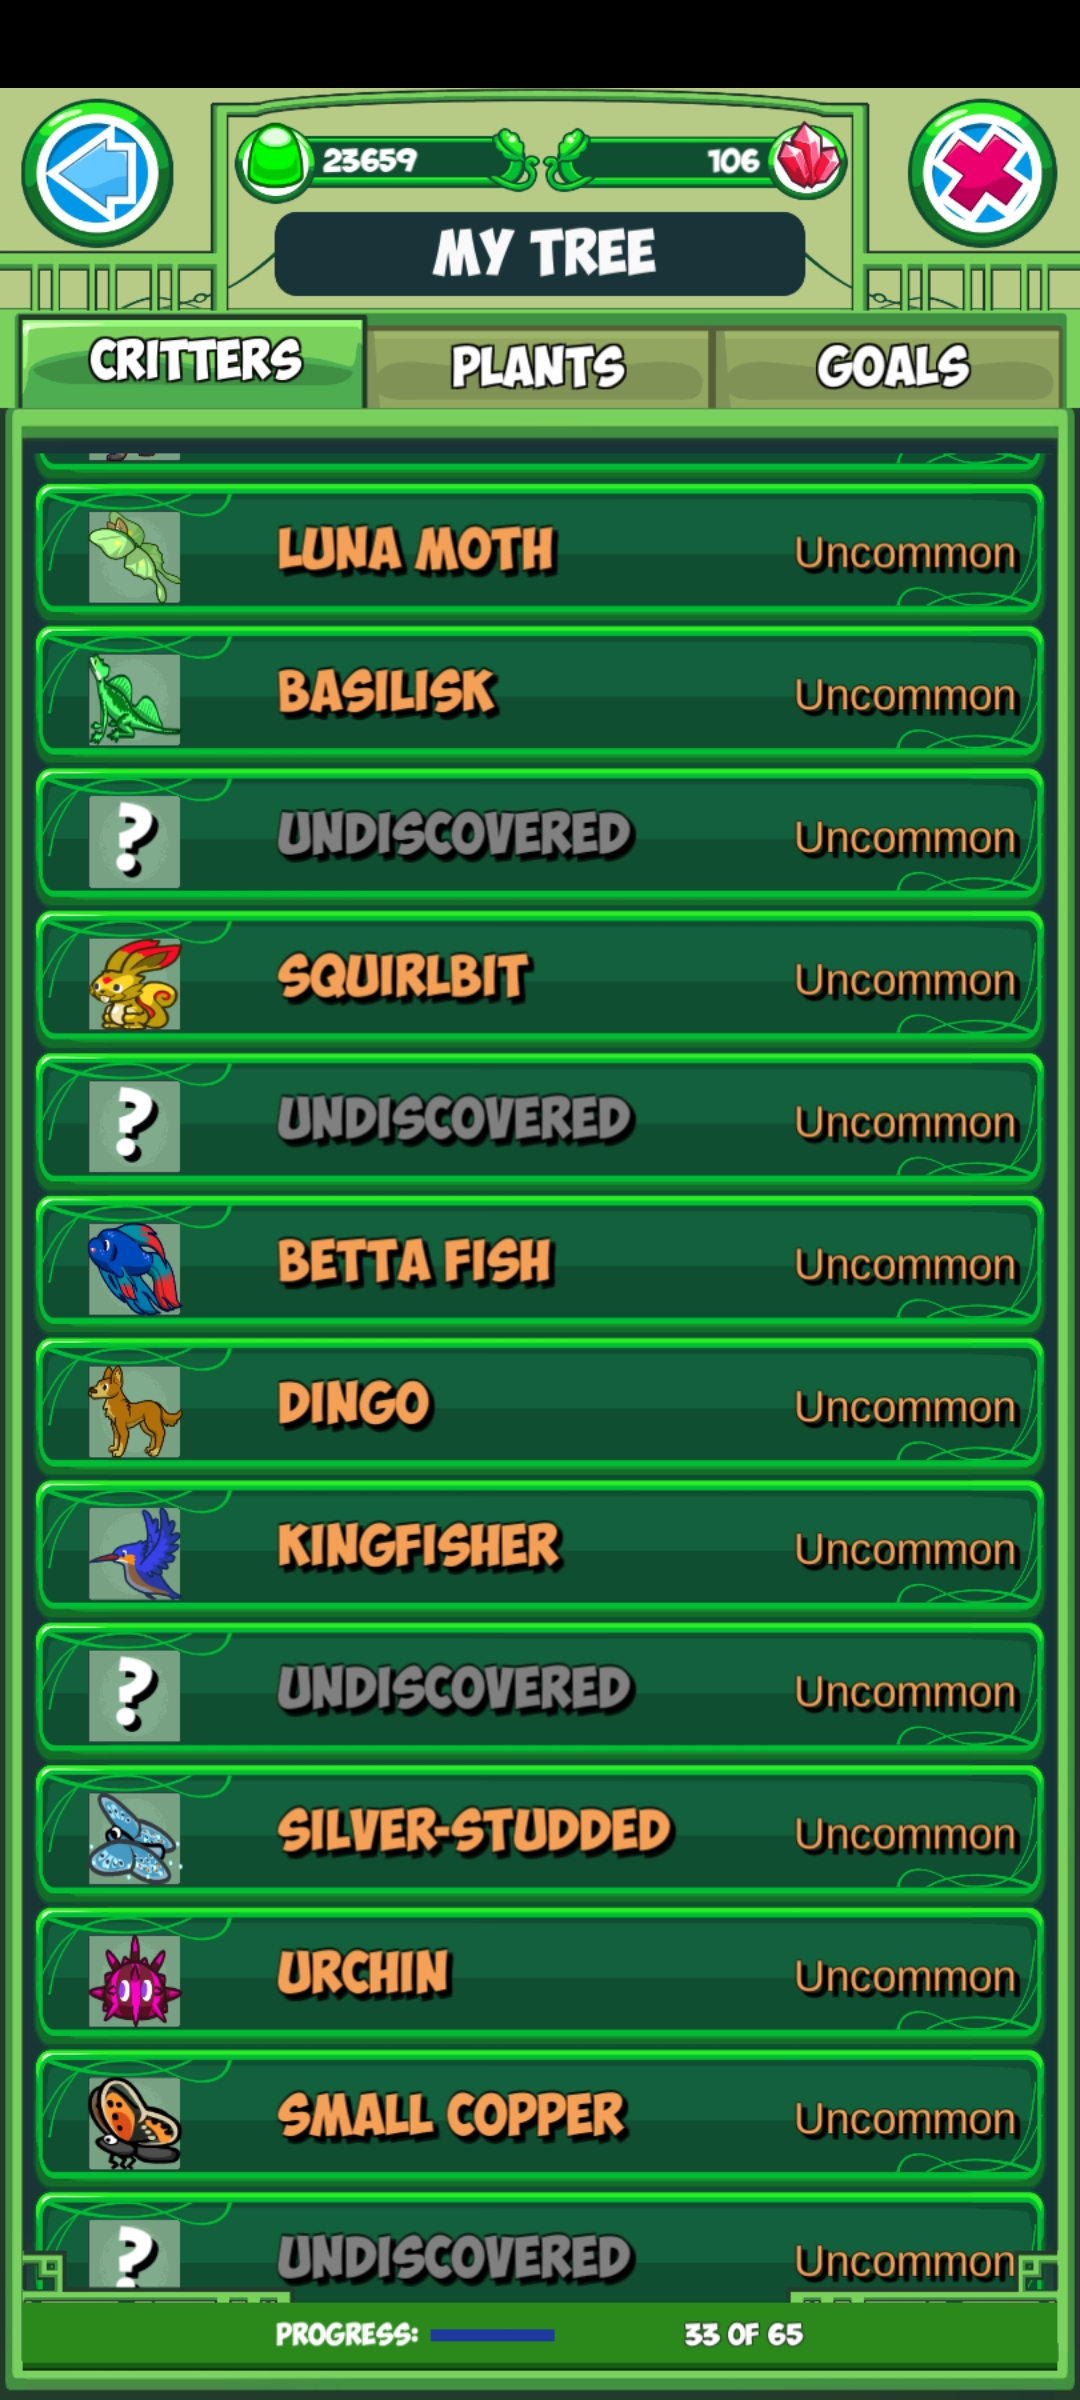 23659
106
MY TREE
CRITTERS
PLANTS
GOALS
LUNA MOTH
Uncommon
BASILISK
Uncommon
?
UNDISCOVERED
Uncommon
SQUIRLBIT
Uncommon
?
UNDISCOVERED
Uncommon
BETTA FISH
Uncommon
DINGO
Uncommon
KINGFISHER
Uncommon
?
UNDISCOVERED
Uncommon
SILVER-STUDDED
Uncommon
URCHIN
Uncommon
SMALL COPPER
Uncommon
?
UNDISCOVERED
Uncommon
PROGRESS:
33 OF 65